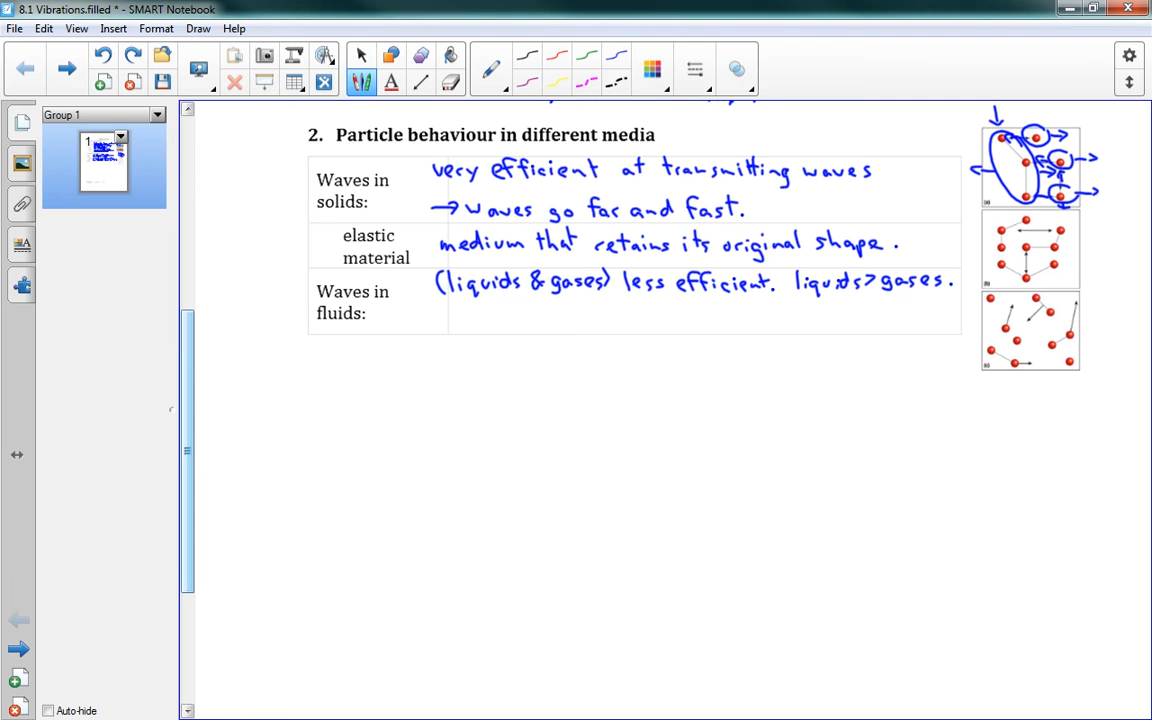 8.1 Vibrations.filled * - SMART Notebook
File Edit View Insert Format Draw Help
Group 1
1
2. Particle behaviour in different media
Waves in solids:
very efficient at transmitting waves
→ waves go far and fast.
elastic material
medium that retains its original shape.
Waves in fluids:
(liquids & gases) less efficient. liquids > gases.
(a)
(b)
(c)
Auto-hide